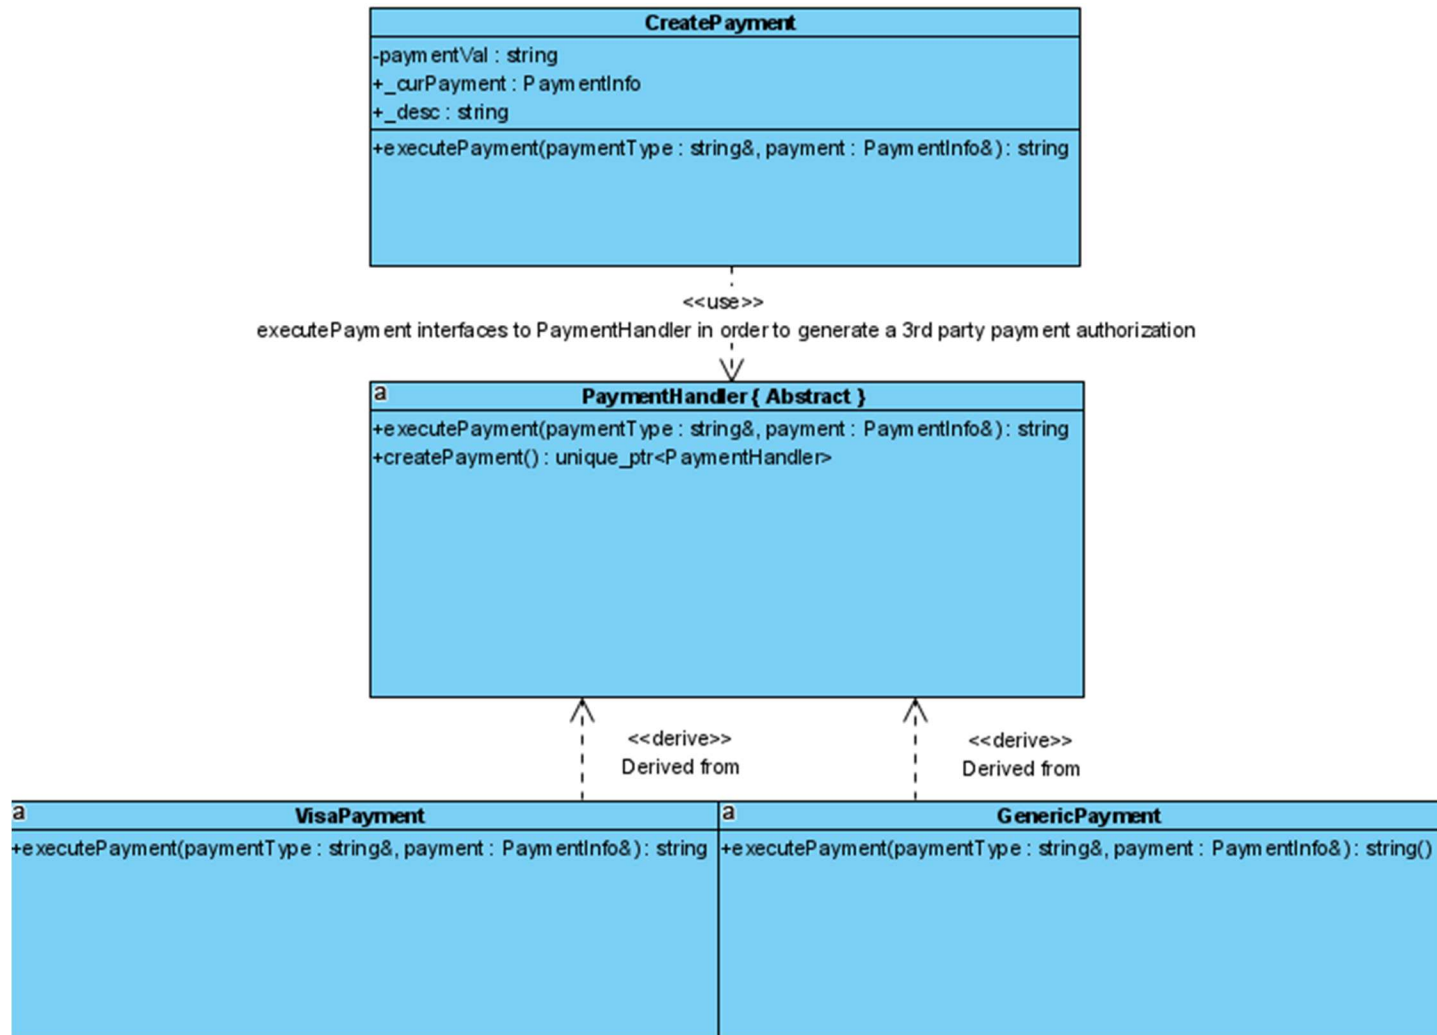 CreatePayment
-paymentVal : string
+_curPayment : PaymentInfo
+_desc : string
+executePayment(paymentType : string&, payment : PaymentInfo&) : string
<<use>>
executePayment interfaces to PaymentHandler in order to generate a 3rd party payment authorization
a
PaymentHandler { Abstract }
+executePayment(paymentType : string&, payment : PaymentInfo&) : string
+createPayment() : unique_ptr<PaymentHandler>
<<derive>>
Derived from
<<derive>>
Derived from
a
VisaPayment
+executePayment(paymentType : string&, payment : PaymentInfo&) : string
a
GenericPayment
+executePayment(paymentType : string&, payment : PaymentInfo&) : string()